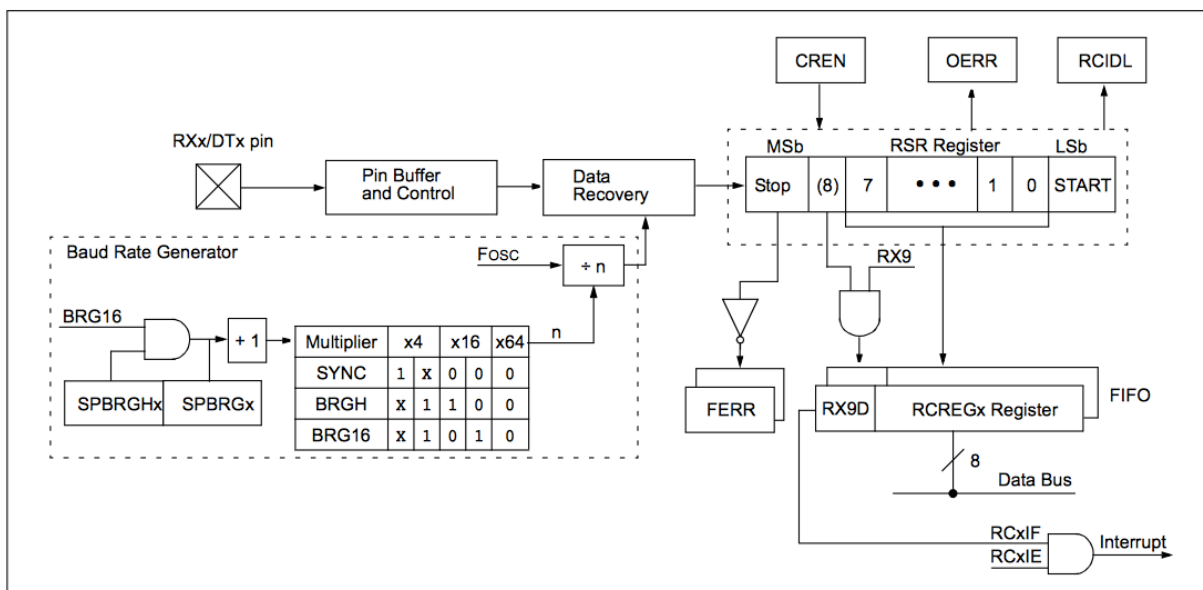 CREN OERR RCIDL
RXx/DTx pin
MSb RSR Register LSb
Pin Buffer
and Control
Data
Recovery
Stop (8) 7 • • • 1 0 START
Baud Rate Generator
FOSC
÷ n
RX9
BRG16
+ 1
n
Multiplier x4 x16 x64
SYNC 1 X 0 0 0
BRGH X 1 1 0 0
BRG16 X 1 0 1 0
SPBRGHx SPBRGx
FERR
RX9D RCREGx Register
FIFO
8
Data Bus
RCxIF
RCxIE
Interrupt